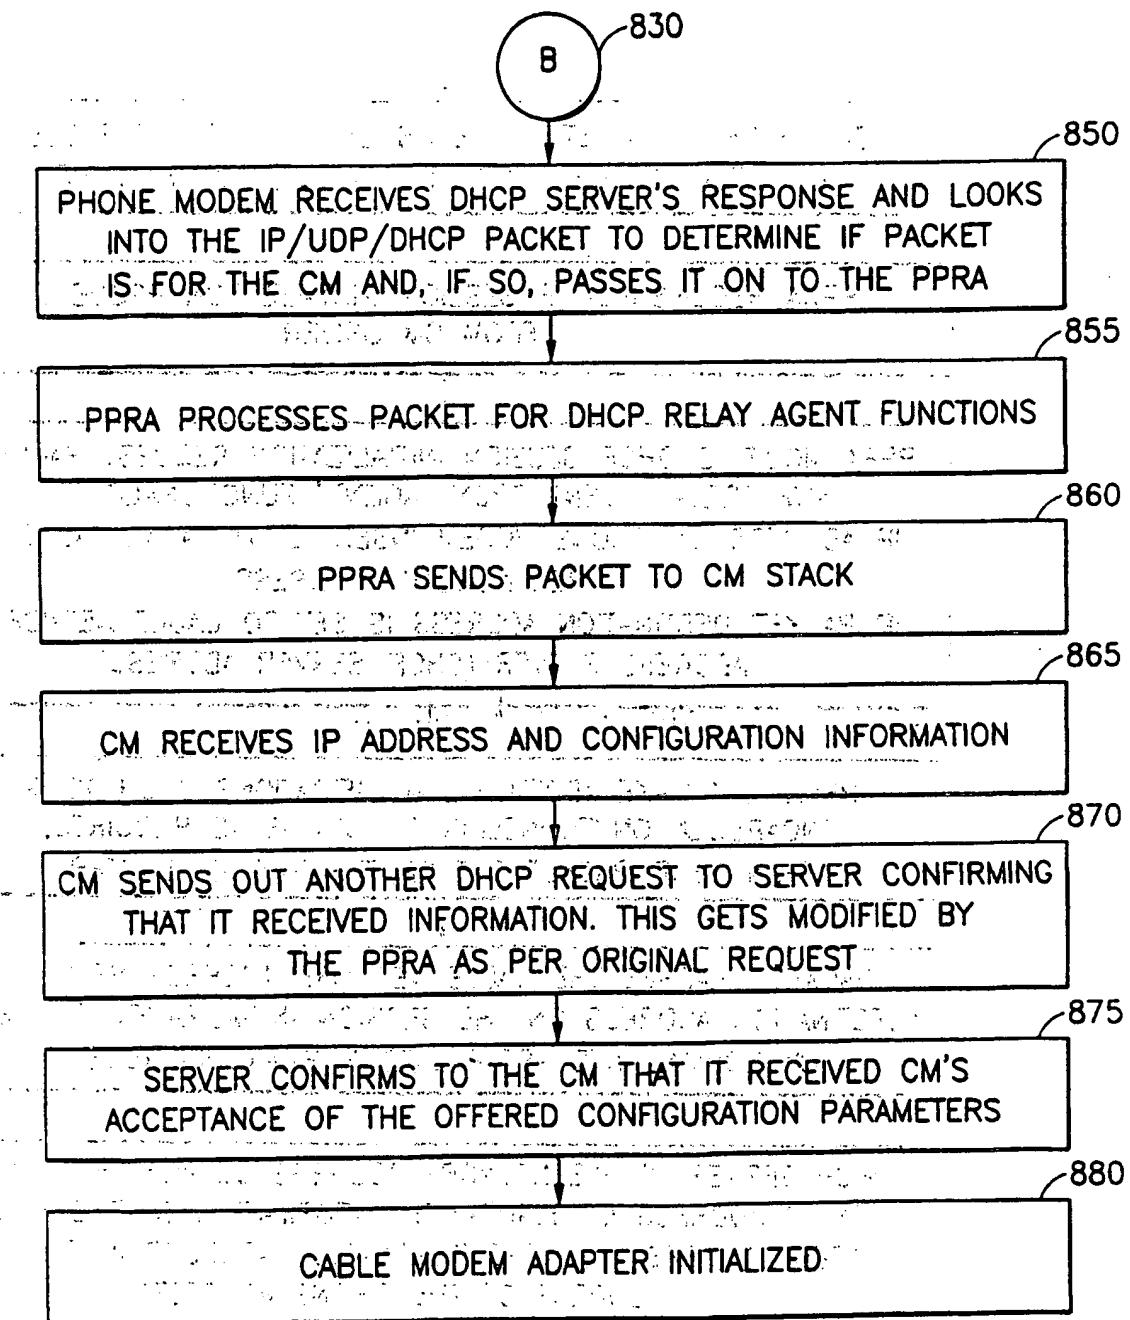 B
830
850
PHONE MODEM RECEIVES DHCP SERVER'S RESPONSE AND LOOKS
INTO THE IP/UDP/DHCP PACKET TO DETERMINE IF PACKET
IS FOR THE CM AND, IF SO, PASSES IT ON TO THE PPRA
855
PPRA PROCESSES PACKET FOR DHCP RELAY AGENT FUNCTIONS
860
PPRA SENDS PACKET TO CM STACK
865
CM RECEIVES IP ADDRESS AND CONFIGURATION INFORMATION
870
CM SENDS OUT ANOTHER DHCP REQUEST TO SERVER CONFIRMING
THAT IT RECEIVED INFORMATION. THIS GETS MODIFIED BY
THE PPRA AS PER ORIGINAL REQUEST
875
SERVER CONFIRMS TO THE CM THAT IT RECEIVED CM'S
ACCEPTANCE OF THE OFFERED CONFIGURATION PARAMETERS
880
CABLE MODEM ADAPTER INITIALIZED